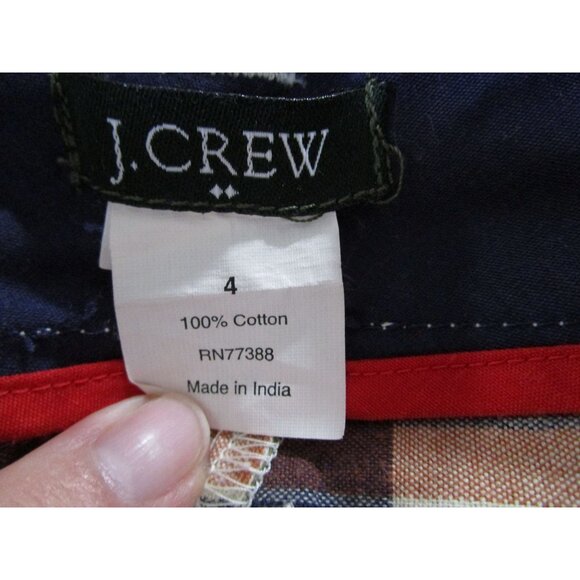 J.CREW
4
100% Cotton
RN77388
Made in India